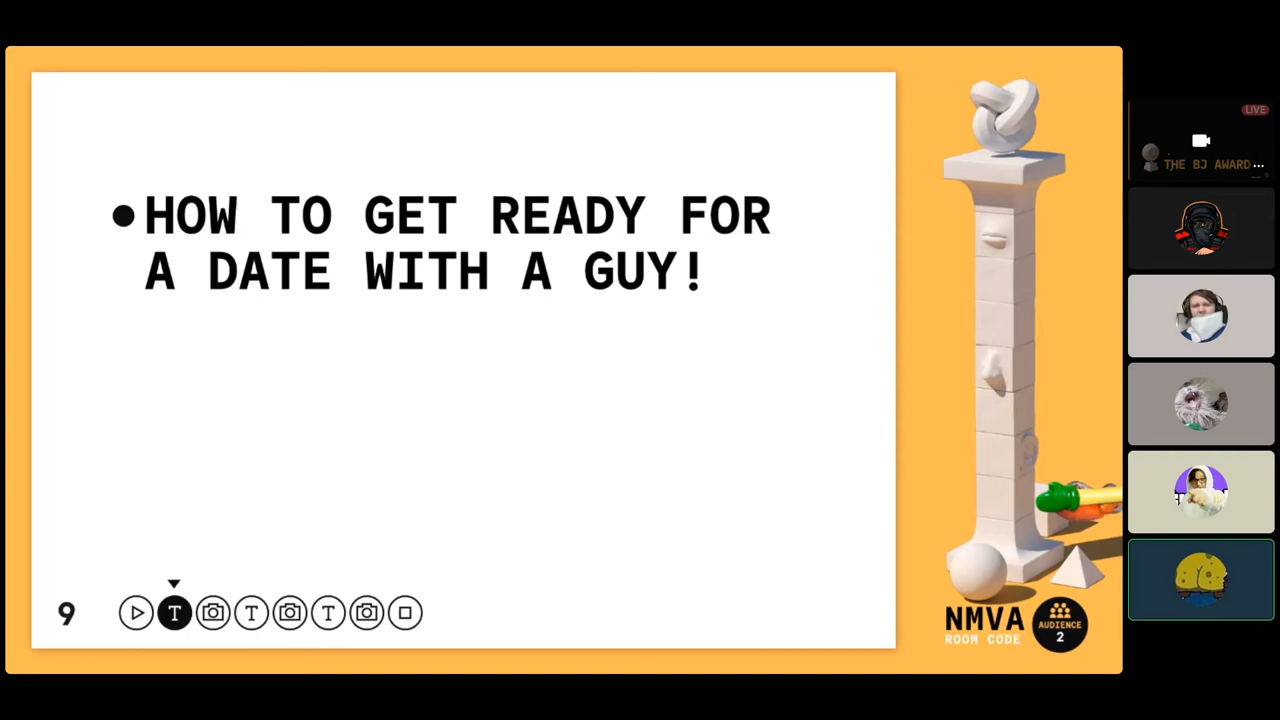 ●HOW TO GET READY FOR
A DATE WITH A GUY!
9
T
T
T
NMVA
ROOM CODE
AUDIENCE
2
LIVE
THE BJ AWARD...